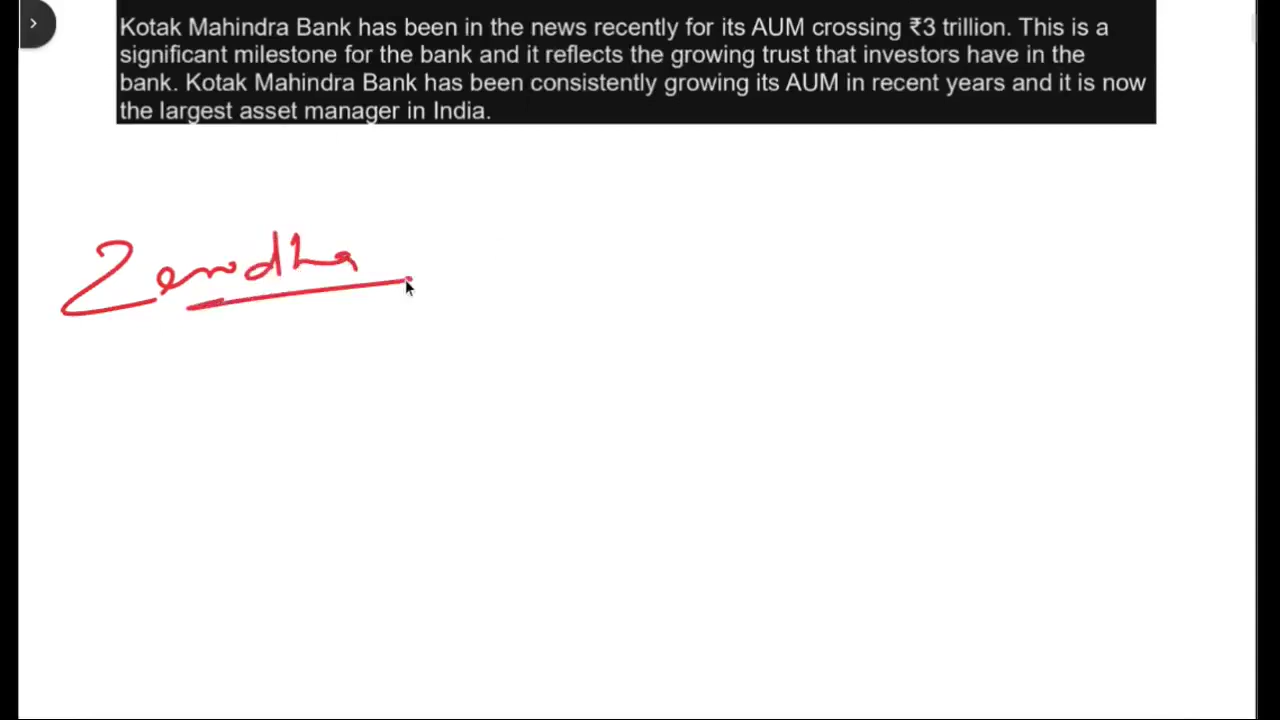 Kotak Mahindra Bank has been in the news recently for its AUM crossing ₹3 trillion. This is a
significant milestone for the bank and it reflects the growing trust that investors have in the
bank. Kotak Mahindra Bank has been consistently growing its AUM in recent years and it is now
the largest asset manager in India.
Zerodha